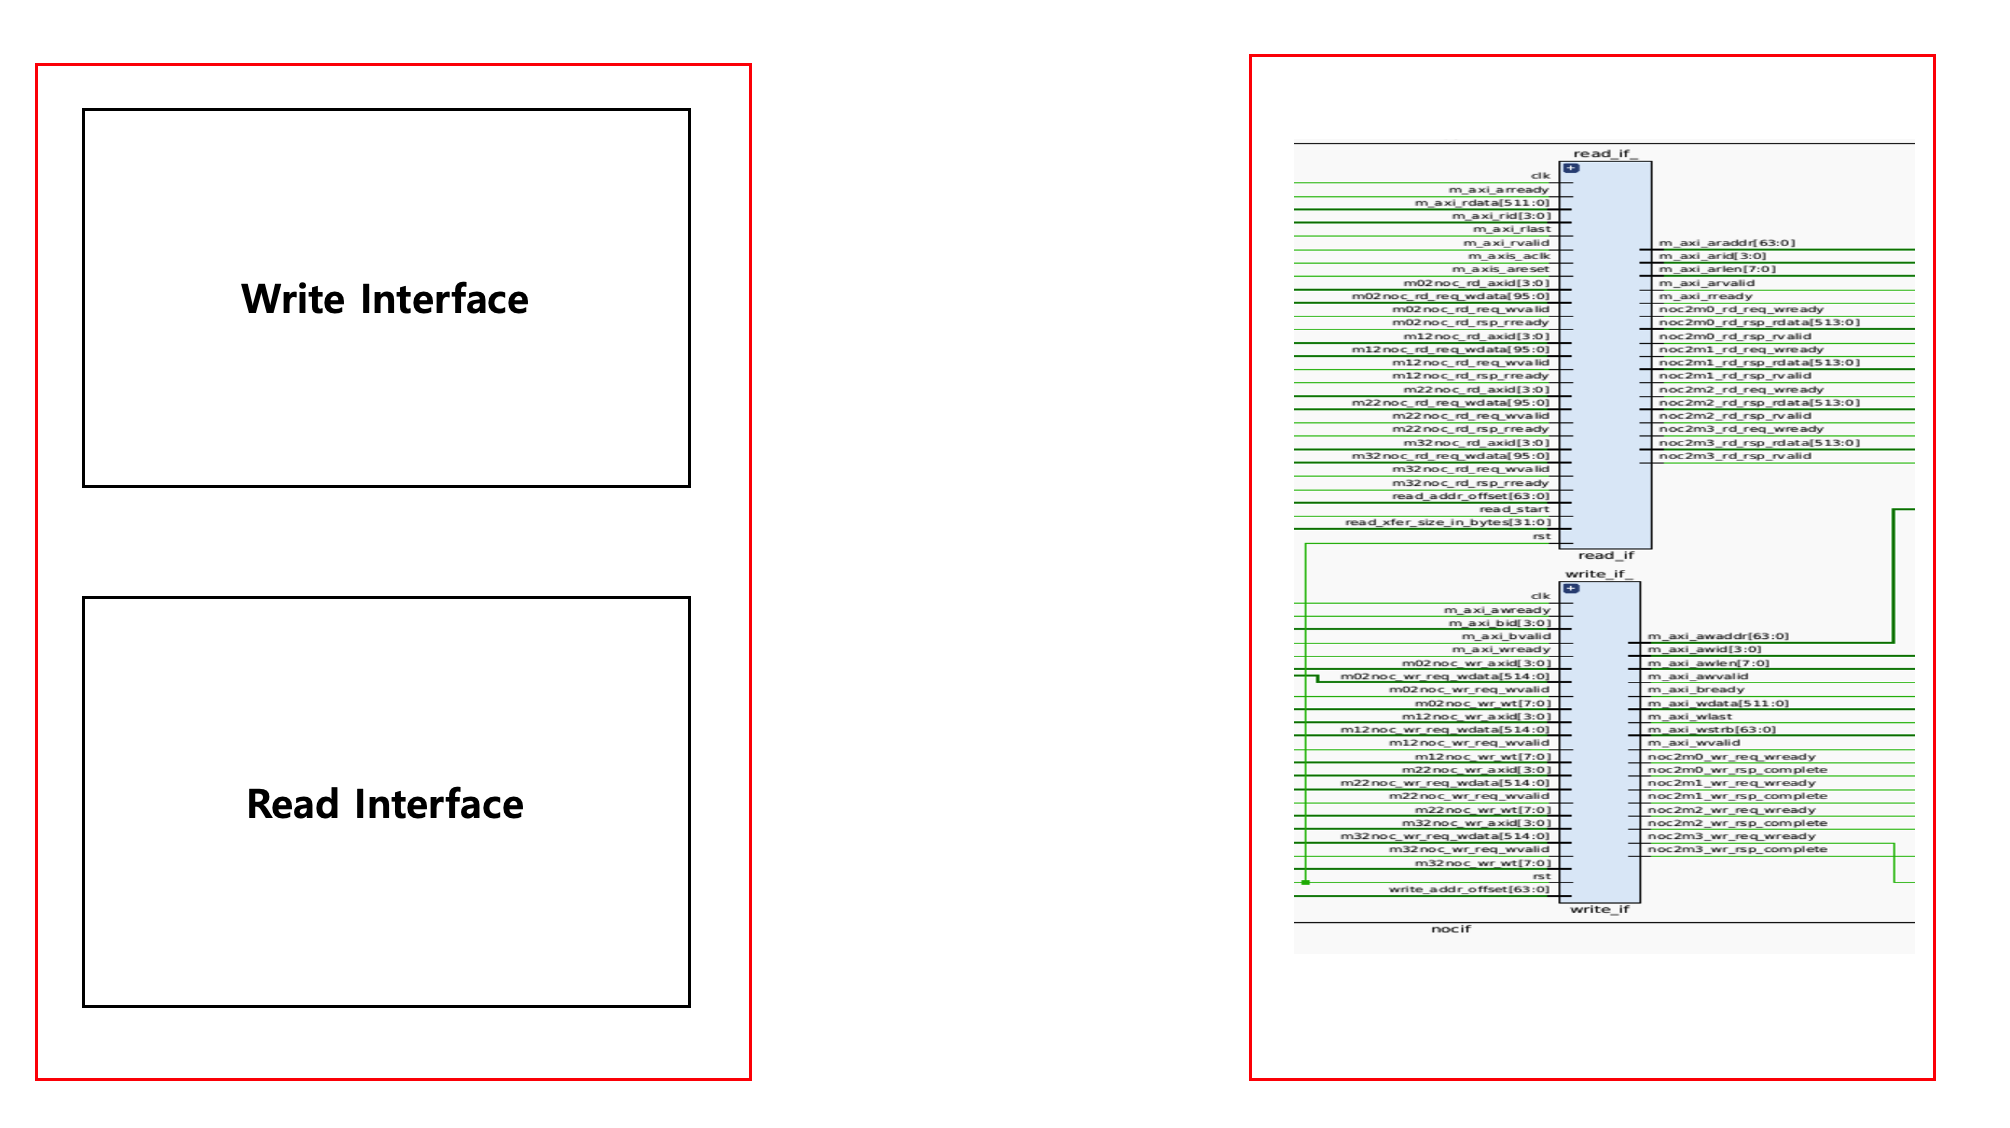 Write Interface
Read Interface
read_if_
clk
m_axi_arready
m_axi_rdata[511:0]
m_axi_rid[3:0]
m_axi_rlast
m_axi_rvalid
m_axis_aclk
m_axis_areset
m02noc_rd_axid[3:0]
m02noc_rd_req_wdata[95:0]
m02noc_rd_req_wvalid
m02noc_rd_rsp_rready
m12noc_rd_axid[3:0]
m12noc_rd_req_wdata[95:0]
m12noc_rd_req_wvalid
m12noc_rd_rsp_rready
m22noc_rd_axid[3:0]
m22noc_rd_req_wdata[95:0]
m22noc_rd_req_wvalid
m22noc_rd_rsp_rready
m32noc_rd_axid[3:0]
m32noc_rd_req_wdata[95:0]
m32noc_rd_req_wvalid
m32noc_rd_rsp_rready
read_addr_offset[63:0]
read_start
read_xfer_size_in_bytes[31:0]
rst
m_axi_araddr[63:0]
m_axi_arid[3:0]
m_axi_arlen[7:0]
m_axi_arvalid
m_axi_rready
noc2m0_rd_req_wready
noc2m0_rd_rsp_rdata[513:0]
noc2m0_rd_rsp_rvalid
noc2m1_rd_req_wready
noc2m1_rd_rsp_rdata[513:0]
noc2m1_rd_rsp_rvalid
noc2m2_rd_req_wready
noc2m2_rd_rsp_rdata[513:0]
noc2m2_rd_rsp_rvalid
noc2m3_rd_req_wready
noc2m3_rd_rsp_rdata[513:0]
noc2m3_rd_rsp_rvalid
read_if
write_if_
clk
m_axi_awready
m_axi_bid[3:0]
m_axi_bvalid
m_axi_wready
m02noc_wr_axid[3:0]
m02noc_wr_req_wdata[514:0]
m02noc_wr_req_wvalid
m02noc_wr_wt[7:0]
m12noc_wr_axid[3:0]
m12noc_wr_req_wdata[514:0]
m12noc_wr_req_wvalid
m12noc_wr_wt[7:0]
m22noc_wr_axid[3:0]
m22noc_wr_req_wdata[514:0]
m22noc_wr_req_wvalid
m22noc_wr_wt[7:0]
m32noc_wr_axid[3:0]
m32noc_wr_req_wdata[514:0]
m32noc_wr_req_wvalid
m32noc_wr_wt[7:0]
rst
write_addr_offset[63:0]
m_axi_awaddr[63:0]
m_axi_awid[3:0]
m_axi_awlen[7:0]
m_axi_awvalid
m_axi_bready
m_axi_wdata[511:0]
m_axi_wlast
m_axi_wstrb[63:0]
m_axi_wvalid
noc2m0_wr_req_wready
noc2m0_wr_rsp_complete
noc2m1_wr_req_wready
noc2m1_wr_rsp_complete
noc2m2_wr_req_wready
noc2m2_wr_rsp_complete
noc2m3_wr_req_wready
noc2m3_wr_rsp_complete
write_if
nocif